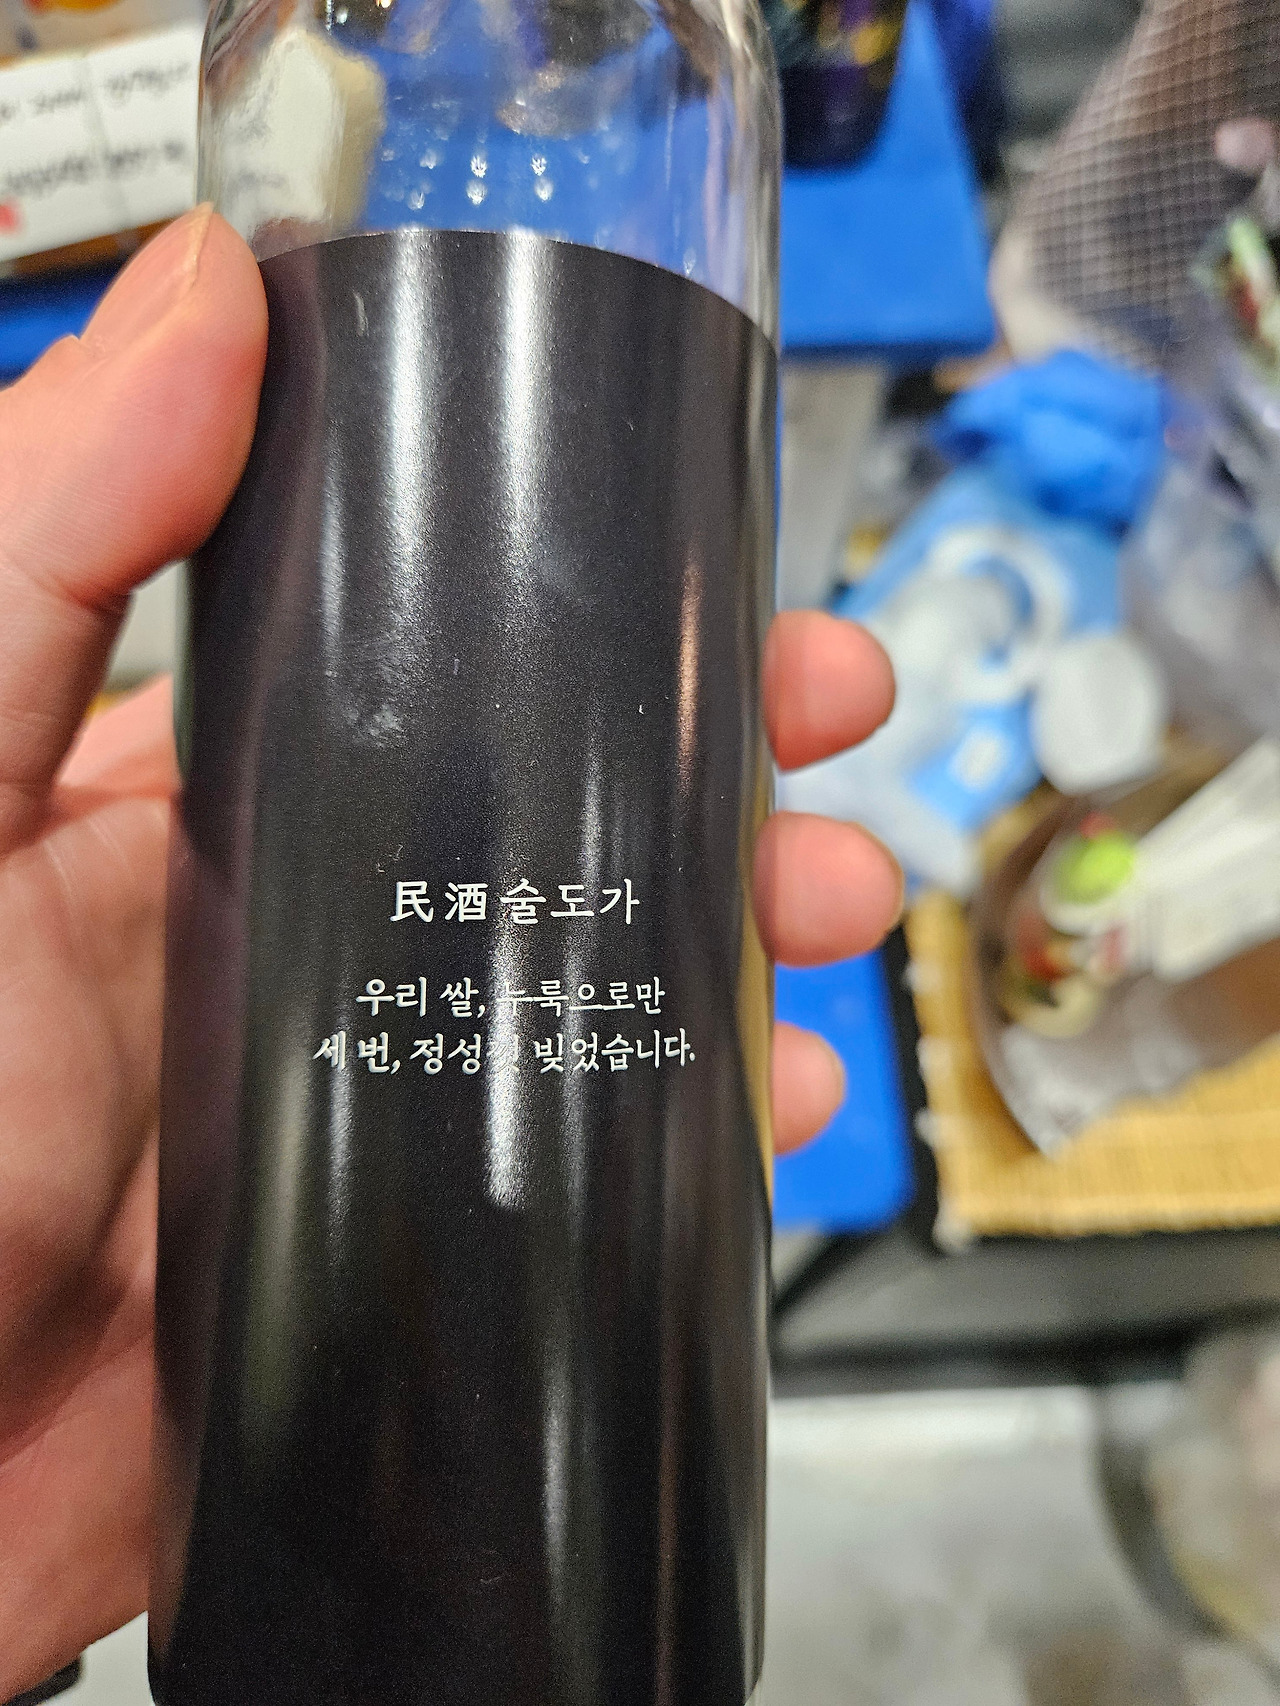 民酒 술도가
우리 쌀, 누룩으로만
세 번, 정성껏 빚었습니다.